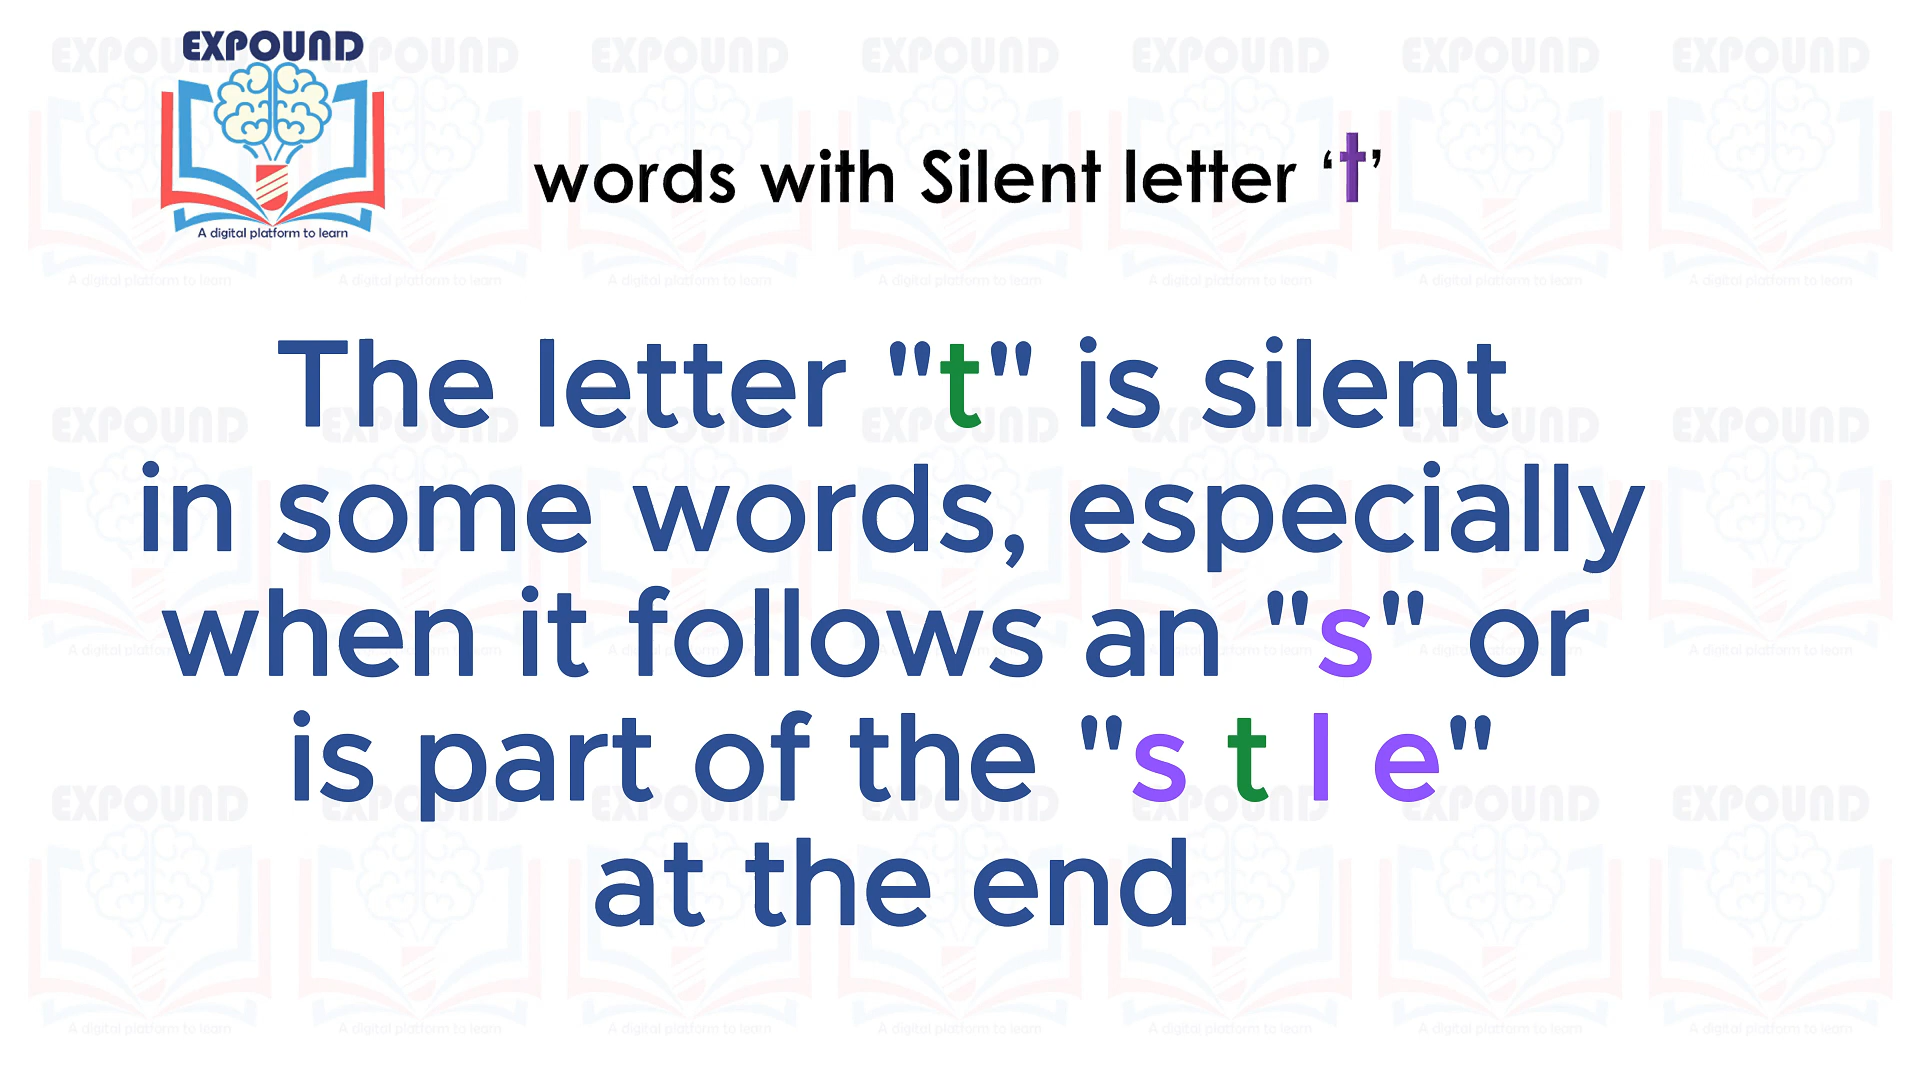 EXPOUND
A digital platform to learn
words with Silent letter ‘t’
The letter "t" is silent
in some words, especially
when it follows an "s" or
is part of the "s t l e"
at the end